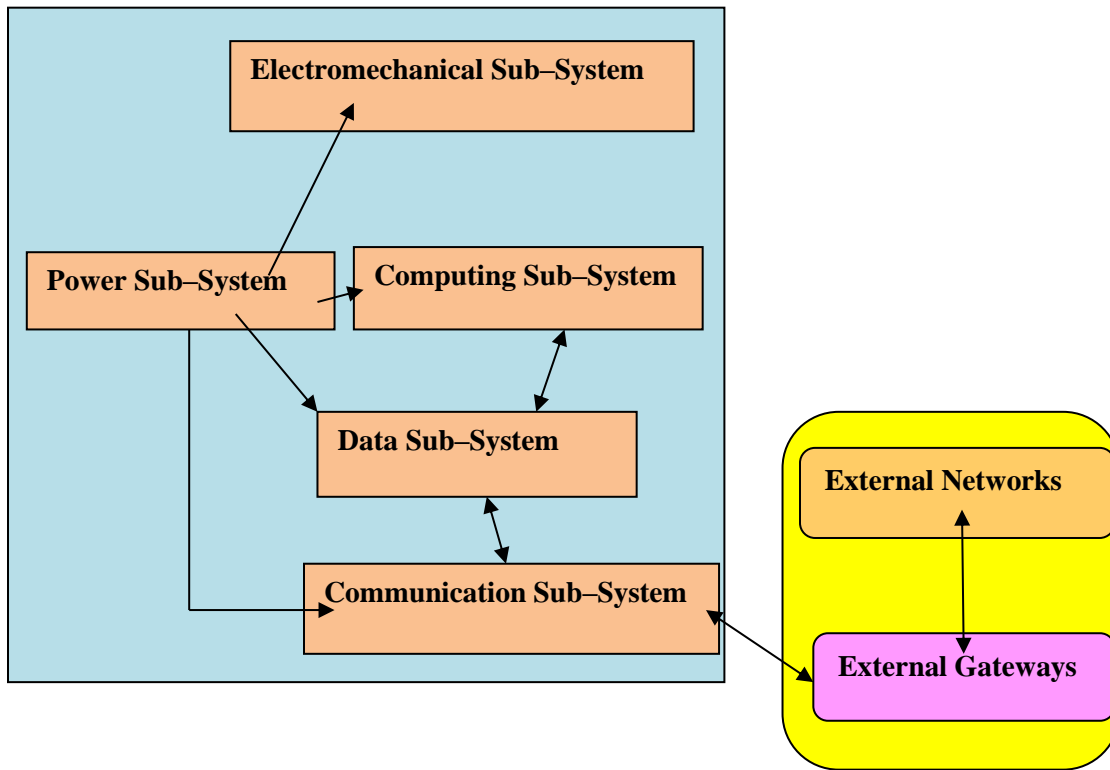 Electromechanical Sub–System
Power Sub–System
Computing Sub–System
Data Sub–System
External Networks
Communication Sub–System
External Gateways